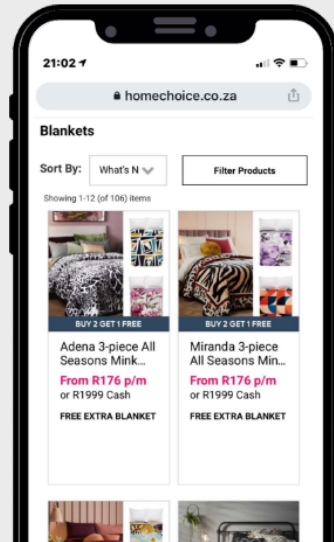 21:02
homechoice.co.za
Blankets
Sort By:
What's N
Filter Products
Showing 1-12 (of 106) items
BUY 2 GET 1 FREE
Adena 3-piece All
Seasons Mink...
From R176 p/m
or R1999 Cash
FREE EXTRA BLANKET
BUY 2 GET 1 FREE
Miranda 3-piece
All Seasons Min...
From R176 p/m
or R1999 Cash
FREE EXTRA BLANKET